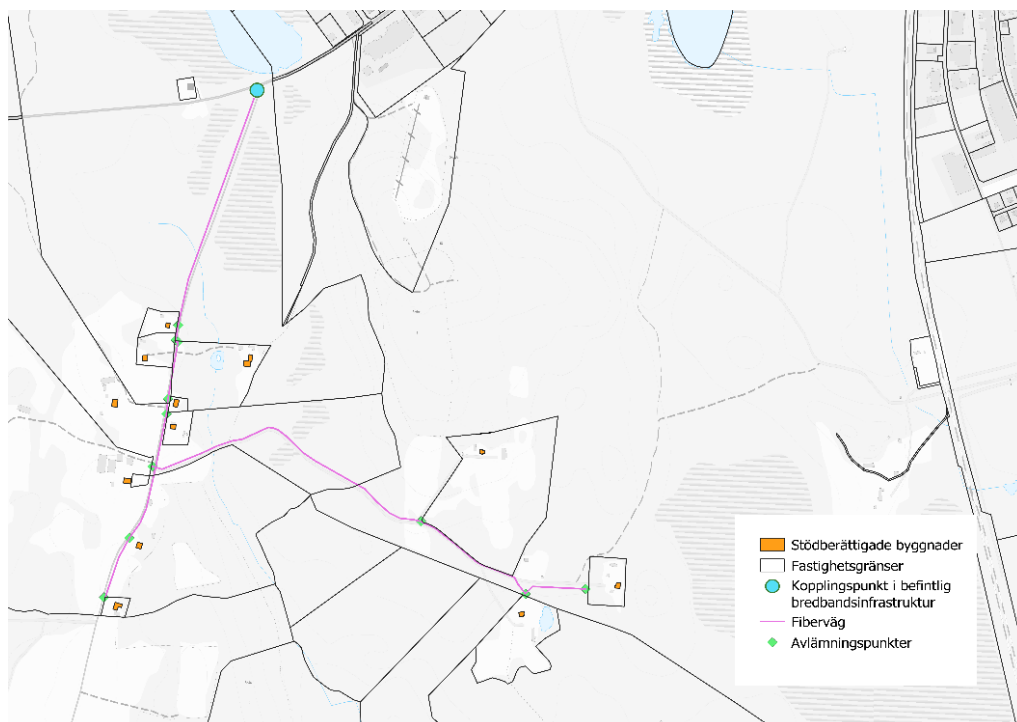 Stödberättigade byggnader
Fastighetsgränser
Kopplingspunkt i befintlig
bredbandsinfrastruktur
Fiberväg
Avlämningspunkter